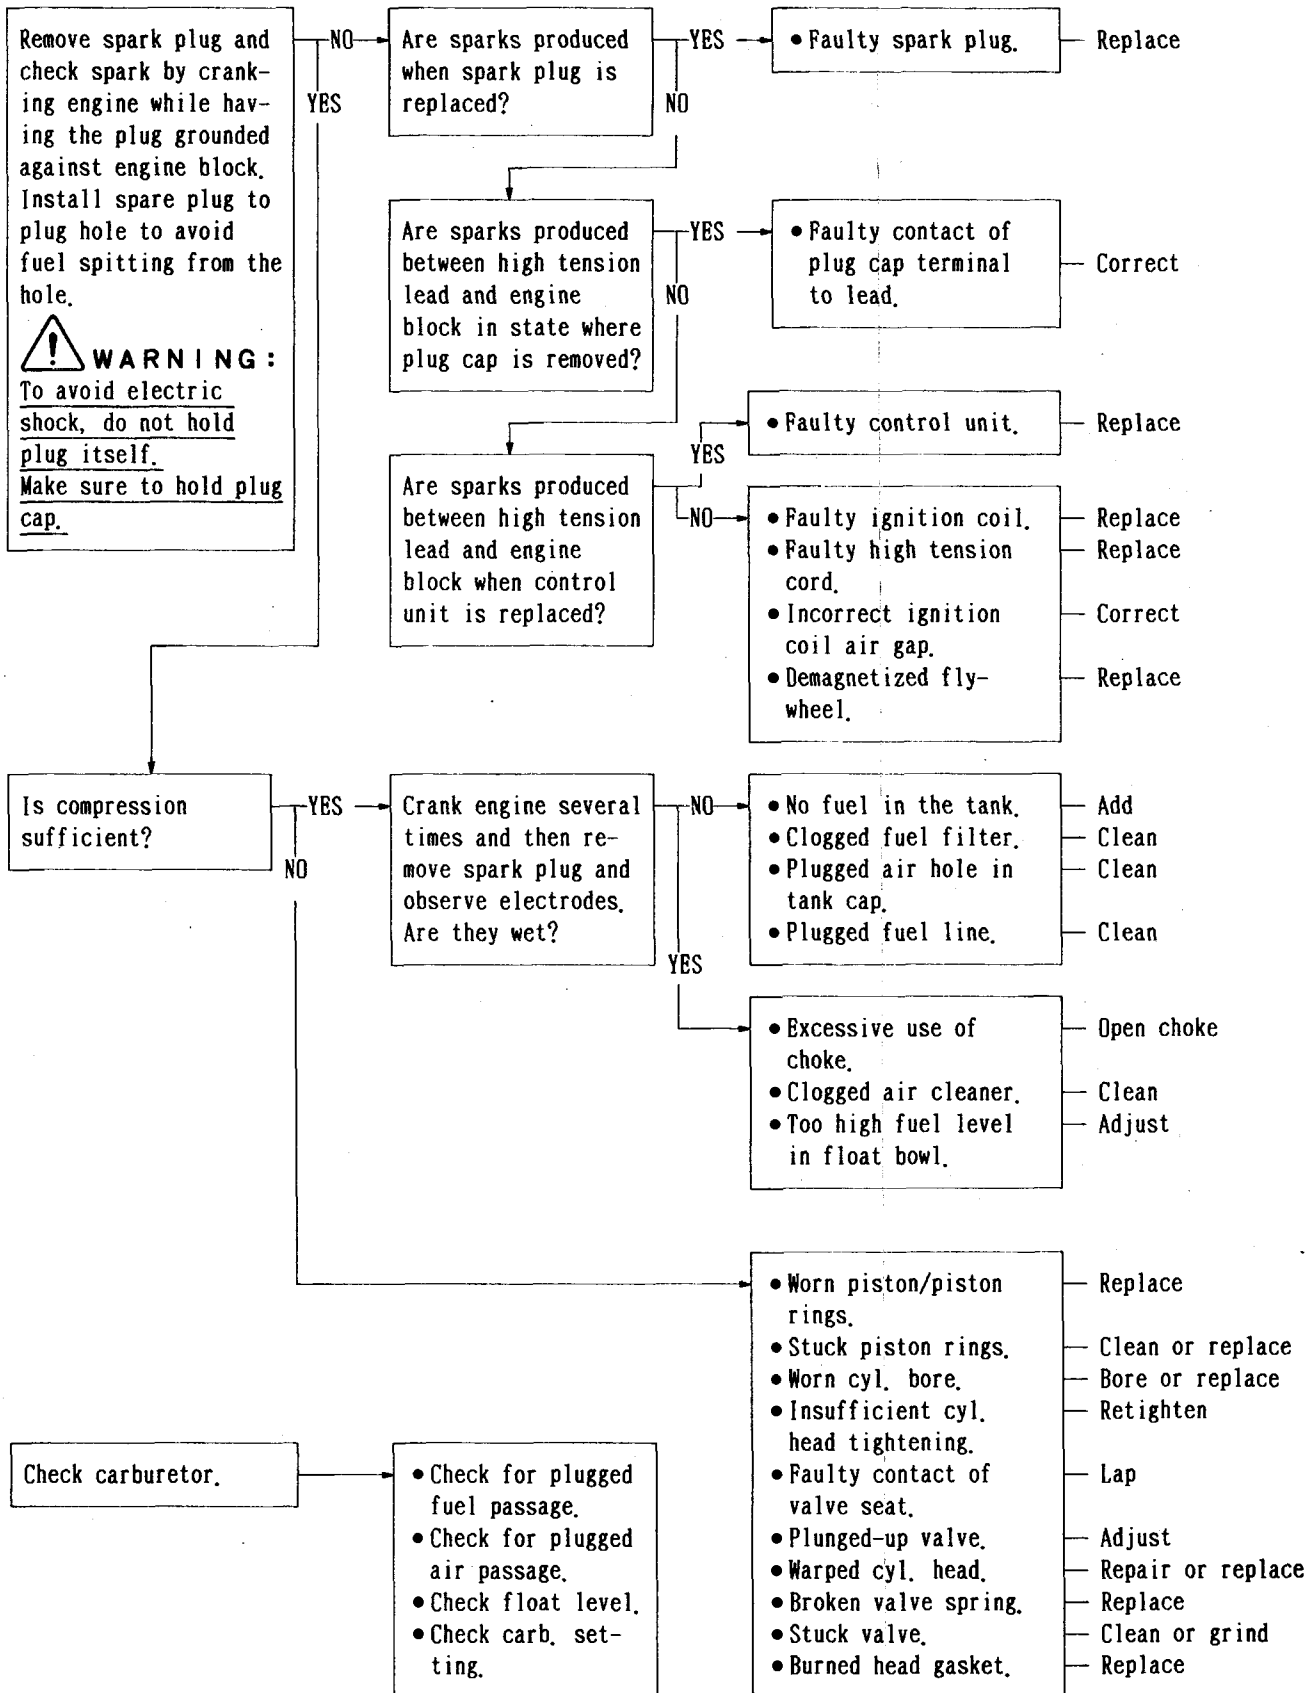 Remove spark plug and
check spark by crank-
ing engine while hav-
ing the plug grounded
against engine block.
Install spare plug to
plug hole to avoid
fuel spitting from the
hole.
WARNING:
To avoid electric
shock, do not hold
plug itself.
Make sure to hold plug
cap.
NO
YES
Are sparks produced
when spark plug is
replaced?
YES
NO
• Faulty spark plug.
Replace
Are sparks produced
between high tension
lead and engine
block in state where
plug cap is removed?
YES
NO
• Faulty contact of
plug cap terminal
to lead.
Correct
Are sparks produced
between high tension
lead and engine
block when control
unit is replaced?
YES
NO
• Faulty control unit.
Replace
• Faulty ignition coil.
Replace
• Faulty high tension
cord.
Replace
• Incorrect ignition
coil air gap.
Correct
• Demagnetized fly-
wheel.
Replace
Is compression
sufficient?
YES
NO
Crank engine several
times and then re-
move spark plug and
observe electrodes.
Are they wet?
NO
YES
• No fuel in the tank.
Add
• Clogged fuel filter.
Clean
• Plugged air hole in
tank cap.
Clean
• Plugged fuel line.
Clean
• Excessive use of
choke.
Open choke
• Clogged air cleaner.
Clean
• Too high fuel level
in float bowl.
Adjust
• Worn piston/piston
rings.
Replace
• Stuck piston rings.
Clean or replace
• Worn cyl. bore.
Bore or replace
• Insufficient cyl.
head tightening.
Retighten
• Faulty contact of
valve seat.
Lap
• Plunged-up valve.
Adjust
• Warped cyl. head.
Repair or replace
• Broken valve spring.
Replace
• Stuck valve.
Clean or grind
• Burned head gasket.
Replace
Check carburetor.
• Check for plugged
fuel passage.
• Check for plugged
air passage.
• Check float level.
• Check carb. set-
ting.